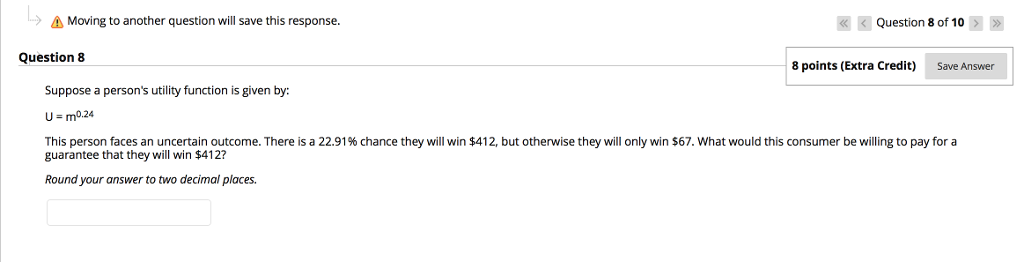 Moving to another question will save this response.
« < Question 8 of 10 > »
Question 8
8 points (Extra Credit) Save Answer
Suppose a person's utility function is given by:
U = m0.24
This person faces an uncertain outcome. There is a 22.91% chance they will win $412, but otherwise they will only win $67. What would this consumer be willing to pay for a
guarantee that they will win $412?
Round your answer to two decimal places.